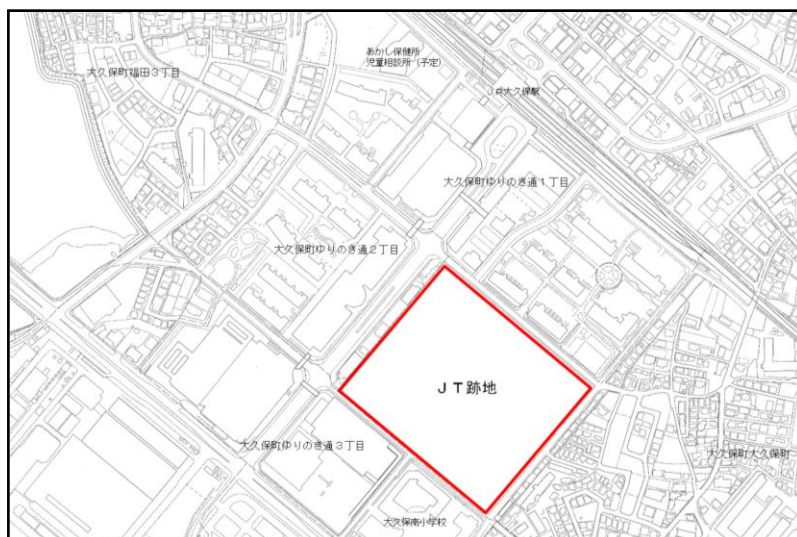 あかし保健所
児童相談所（予定）
大久保町福田3丁目
ＪＲ大久保駅
大久保町ゆりのき通1丁目
大久保町ゆりのき通2丁目
ＪＴ跡地
大久保町ゆりのき通3丁目
大久保町大久保町
大久保南小学校